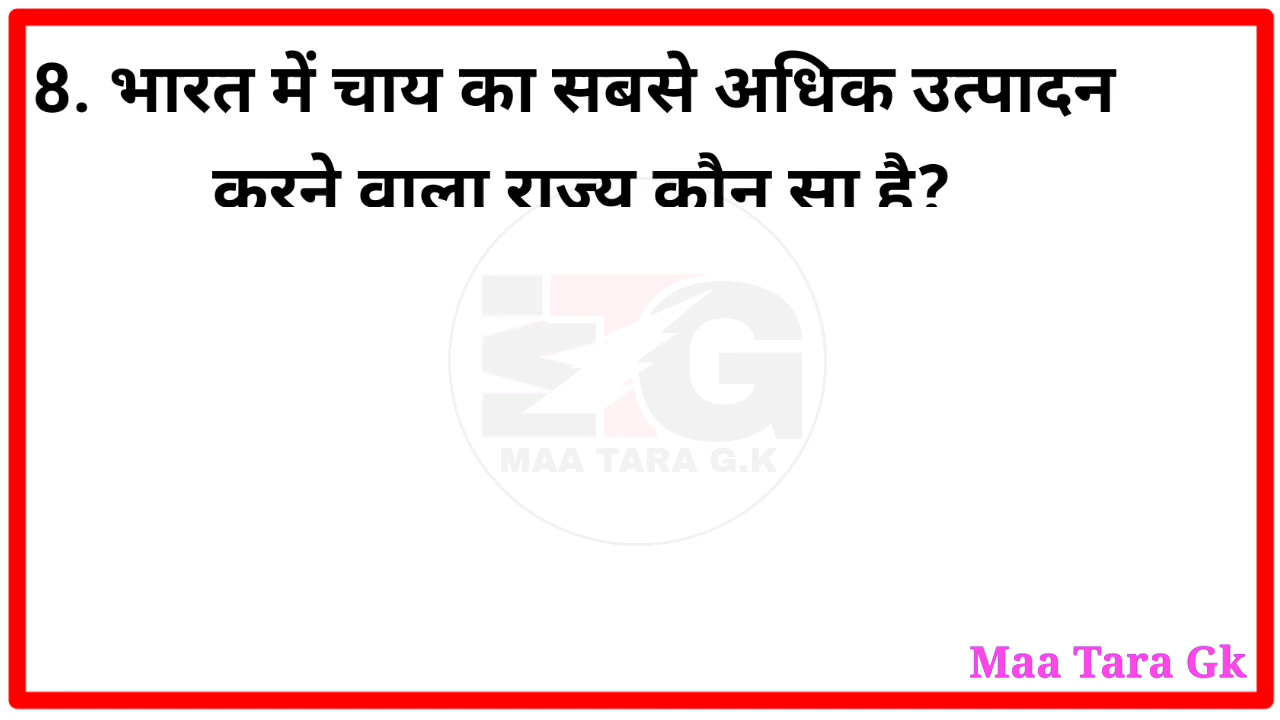 8. भारत में चाय का सबसे अधिक उत्पादन
करने वाला राज्य कौन सा है?
MAA TARA G.K
Maa Tara Gk